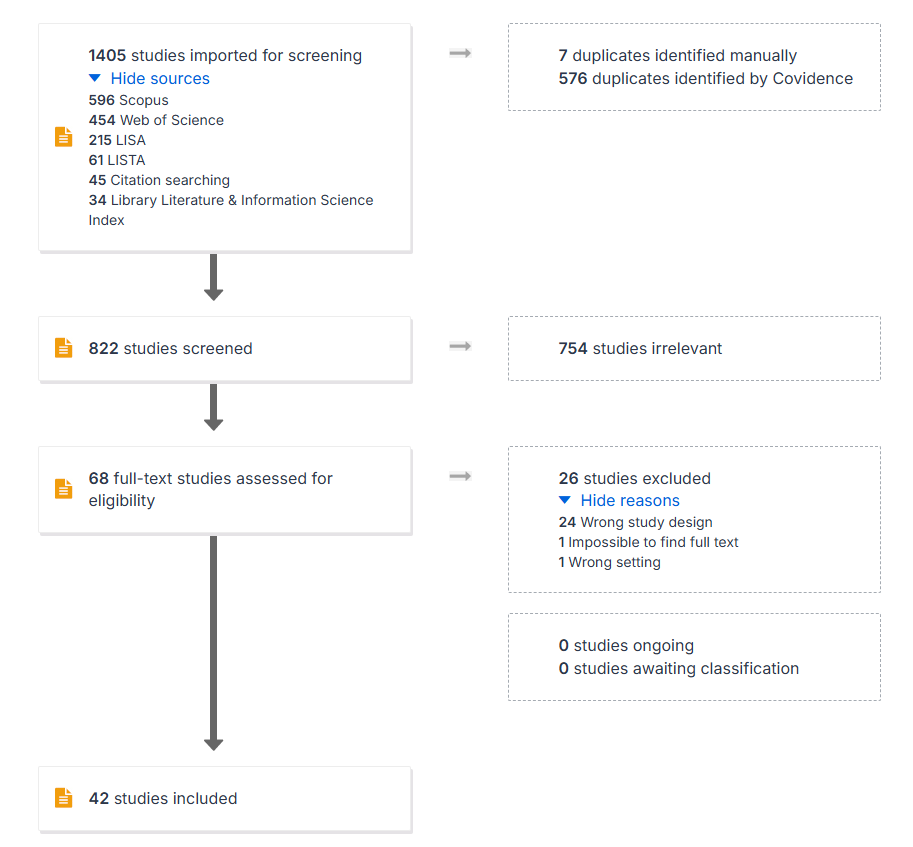 1405 studies imported for screening
Hide sources
596 Scopus
454 Web of Science
215 LISA
61 LISTA
45 Citation searching
34 Library Literature & Information Science
Index
7 duplicates identified manually
576 duplicates identified by Covidence
822 studies screened
754 studies irrelevant
68 full-text studies assessed for
eligibility
26 studies excluded
Hide reasons
24 Wrong study design
1 Impossible to find full text
1 Wrong setting
0 studies ongoing
0 studies awaiting classification
42 studies included